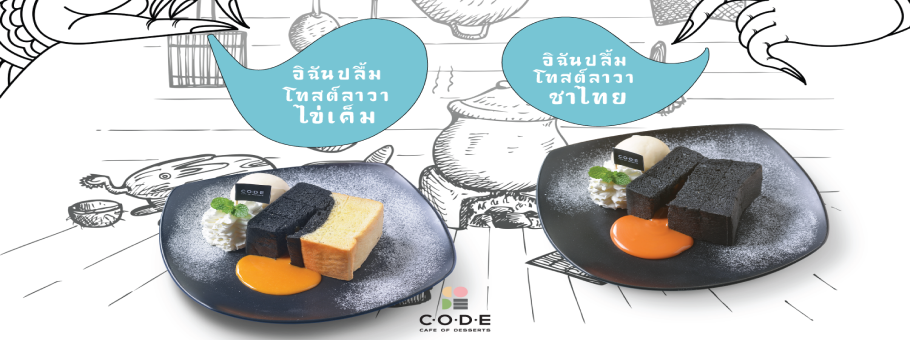 อิฉันปลื้ม
โทสต์ลาวา
ไข่เค็ม
อิฉันปลื้ม
โทสต์ลาวา
ชาไทย
C·O·D·E
C·O·D·E
C·O·D·E
CAFE OF DESSERTS